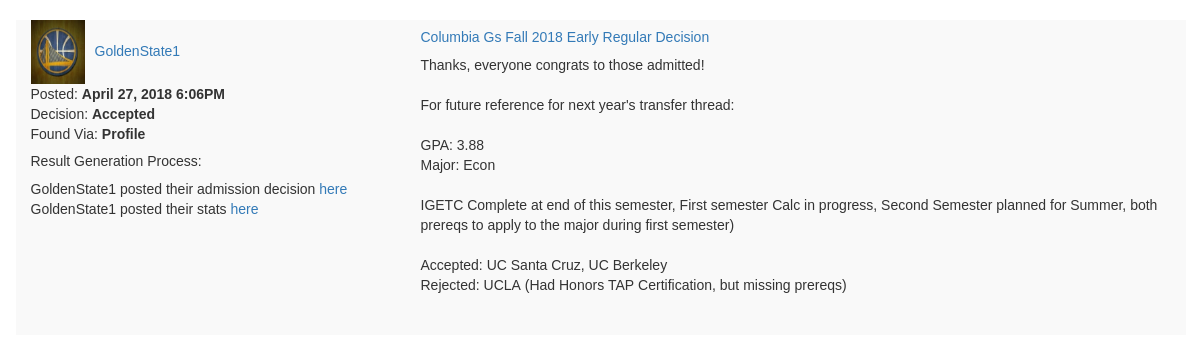 GoldenState1
Posted: April 27, 2018 6:06PM
Decision: Accepted
Found Via: Profile
Result Generation Process:
GoldenState1 posted their admission decision here
GoldenState1 posted their stats here
Columbia Gs Fall 2018 Early Regular Decision
Thanks, everyone congrats to those admitted!
For future reference for next year's transfer thread:
GPA: 3.88
Major: Econ
IGETC Complete at end of this semester, First semester Calc in progress, Second Semester planned for Summer, both
prereqs to apply to the major during first semester)
Accepted: UC Santa Cruz, UC Berkeley
Rejected: UCLA (Had Honors TAP Certification, but missing prereqs)